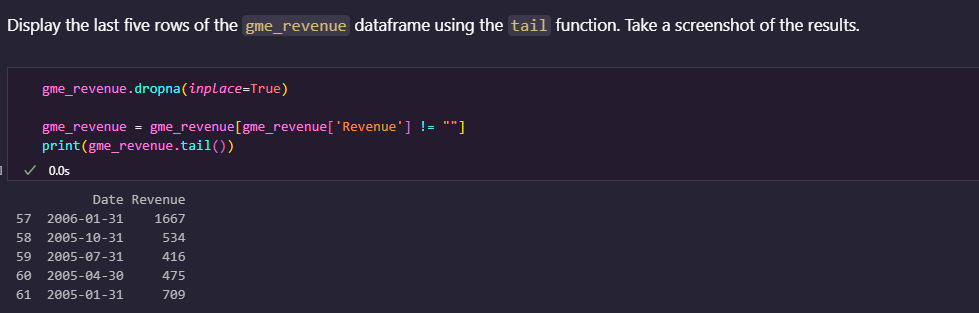 Display the last five rows of the gme_revenue dataframe using the tail function. Take a screenshot of the results.
gme_revenue.dropna(inplace=True)
gme_revenue = gme_revenue[gme_revenue['Revenue'] != ""]
print(gme_revenue.tail())
0.0s
Date Revenue
57 2006-01-31 1667
58 2005-10-31 534
59 2005-07-31 416
60 2005-04-30 475
61 2005-01-31 709